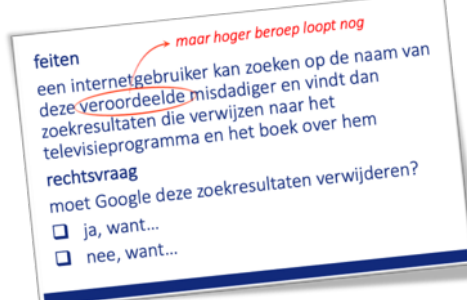 maar hoger beroep loopt nog
feiten
een internetgebruiker kan zoeken op de naam van
deze veroordeelde misdadiger en vindt dan
zoekresultaten die verwijzen naar het
televisieprogramma en het boek over hem
rechtsvraag
moet Google deze zoekresultaten verwijderen?
❑ ja, want...
❑ nee, want...